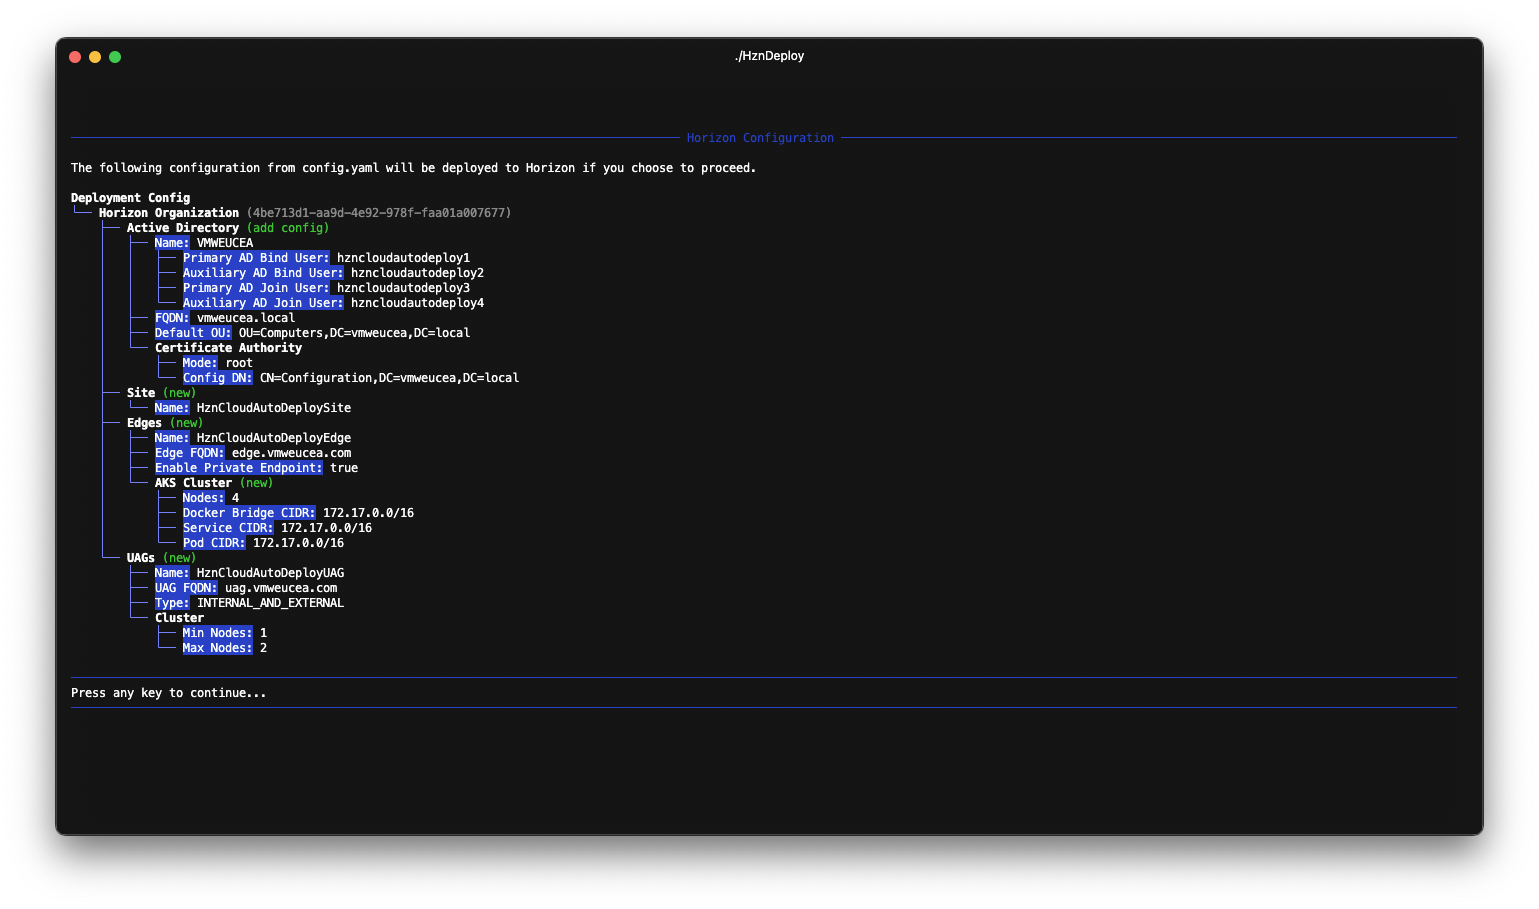 ./HznDeploy
Horizon Configuration
The following configuration from config.yaml will be deployed to Horizon if you choose to proceed.
Deployment Config
Horizon Organization (4be713d1-aa9d-4e92-978f-faa01a007677)
Active Directory (add config)
Name: VMWEUCEA
Primary AD Bind User: hzncloudautodeploy1
Auxiliary AD Bind User: hzncloudautodeploy2
Primary AD Join User: hzncloudautodeploy3
Auxiliary AD Join User: hzncloudautodeploy4
FQDN: vmweucea.local
Default OU: OU=Computers,DC=vmweucea,DC=local
Certificate Authority
Mode: root
Config DN: CN=Configuration,DC=vmweucea,DC=local
Site (new)
Name: HznCloudAutoDeploySite
Edges (new)
Name: HznCloudAutoDeployEdge
Edge FQDN: edge.vmweucea.com
Enable Private Endpoint: true
AKS Cluster (new)
Nodes: 4
Docker Bridge CIDR: 172.17.0.0/16
Service CIDR: 172.17.0.0/16
Pod CIDR: 172.17.0.0/16
UAGs (new)
Name: HznCloudAutoDeployUAG
UAG FQDN: uag.vmweucea.com
Type: INTERNAL_AND_EXTERNAL
Cluster
Min Nodes: 1
Max Nodes: 2
Press any key to continue...